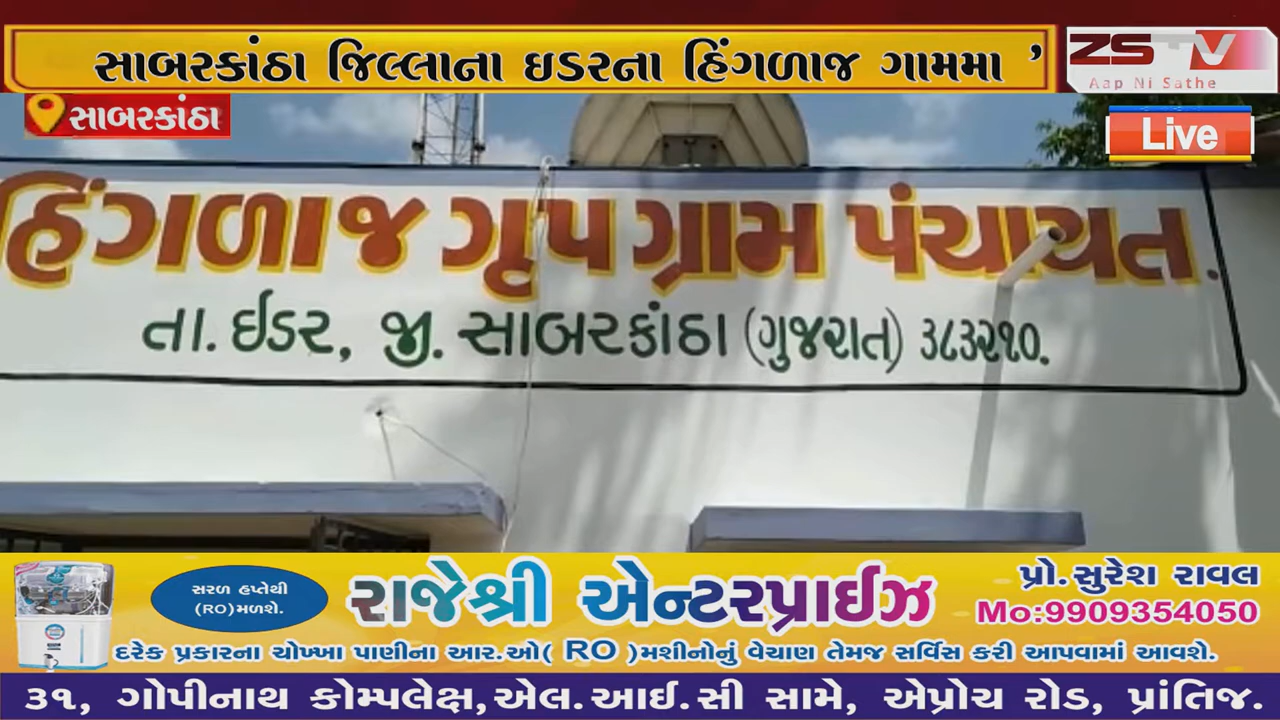 સાબરકાંઠા જિલ્લાના ઇડરના હિંગળાજ ગામમા '
ZS TV
Aap Ni Sathe
સાબરકાંઠા
Live
હિંગળાજ ગૃપ ગ્રામ પંચાયત.
તા. ઈડર, જી. સાબરકાંઠા (ગુજરાત) ૩૮૩૨૧૦.
સરળ હપ્તેથી
(RO) મળશે.
રાજેશ્રી એન્ટરપ્રાઈઝ
પ્રો.સુરેશ રાવલ
Mo:9909354050
દરેક પ્રકારના ચોખ્ખા પાણીના આર.ઓ( RO )મશીનોનું વેચાણ તેમજ સર્વિસ કરી આપવામાં આવશે.
૩૧, ગોપીનાથ કોમ્પલેક્ષ,એલ.આઈ.સી સામે, એપ્રોચ રોડ, પ્રાંતિજ.